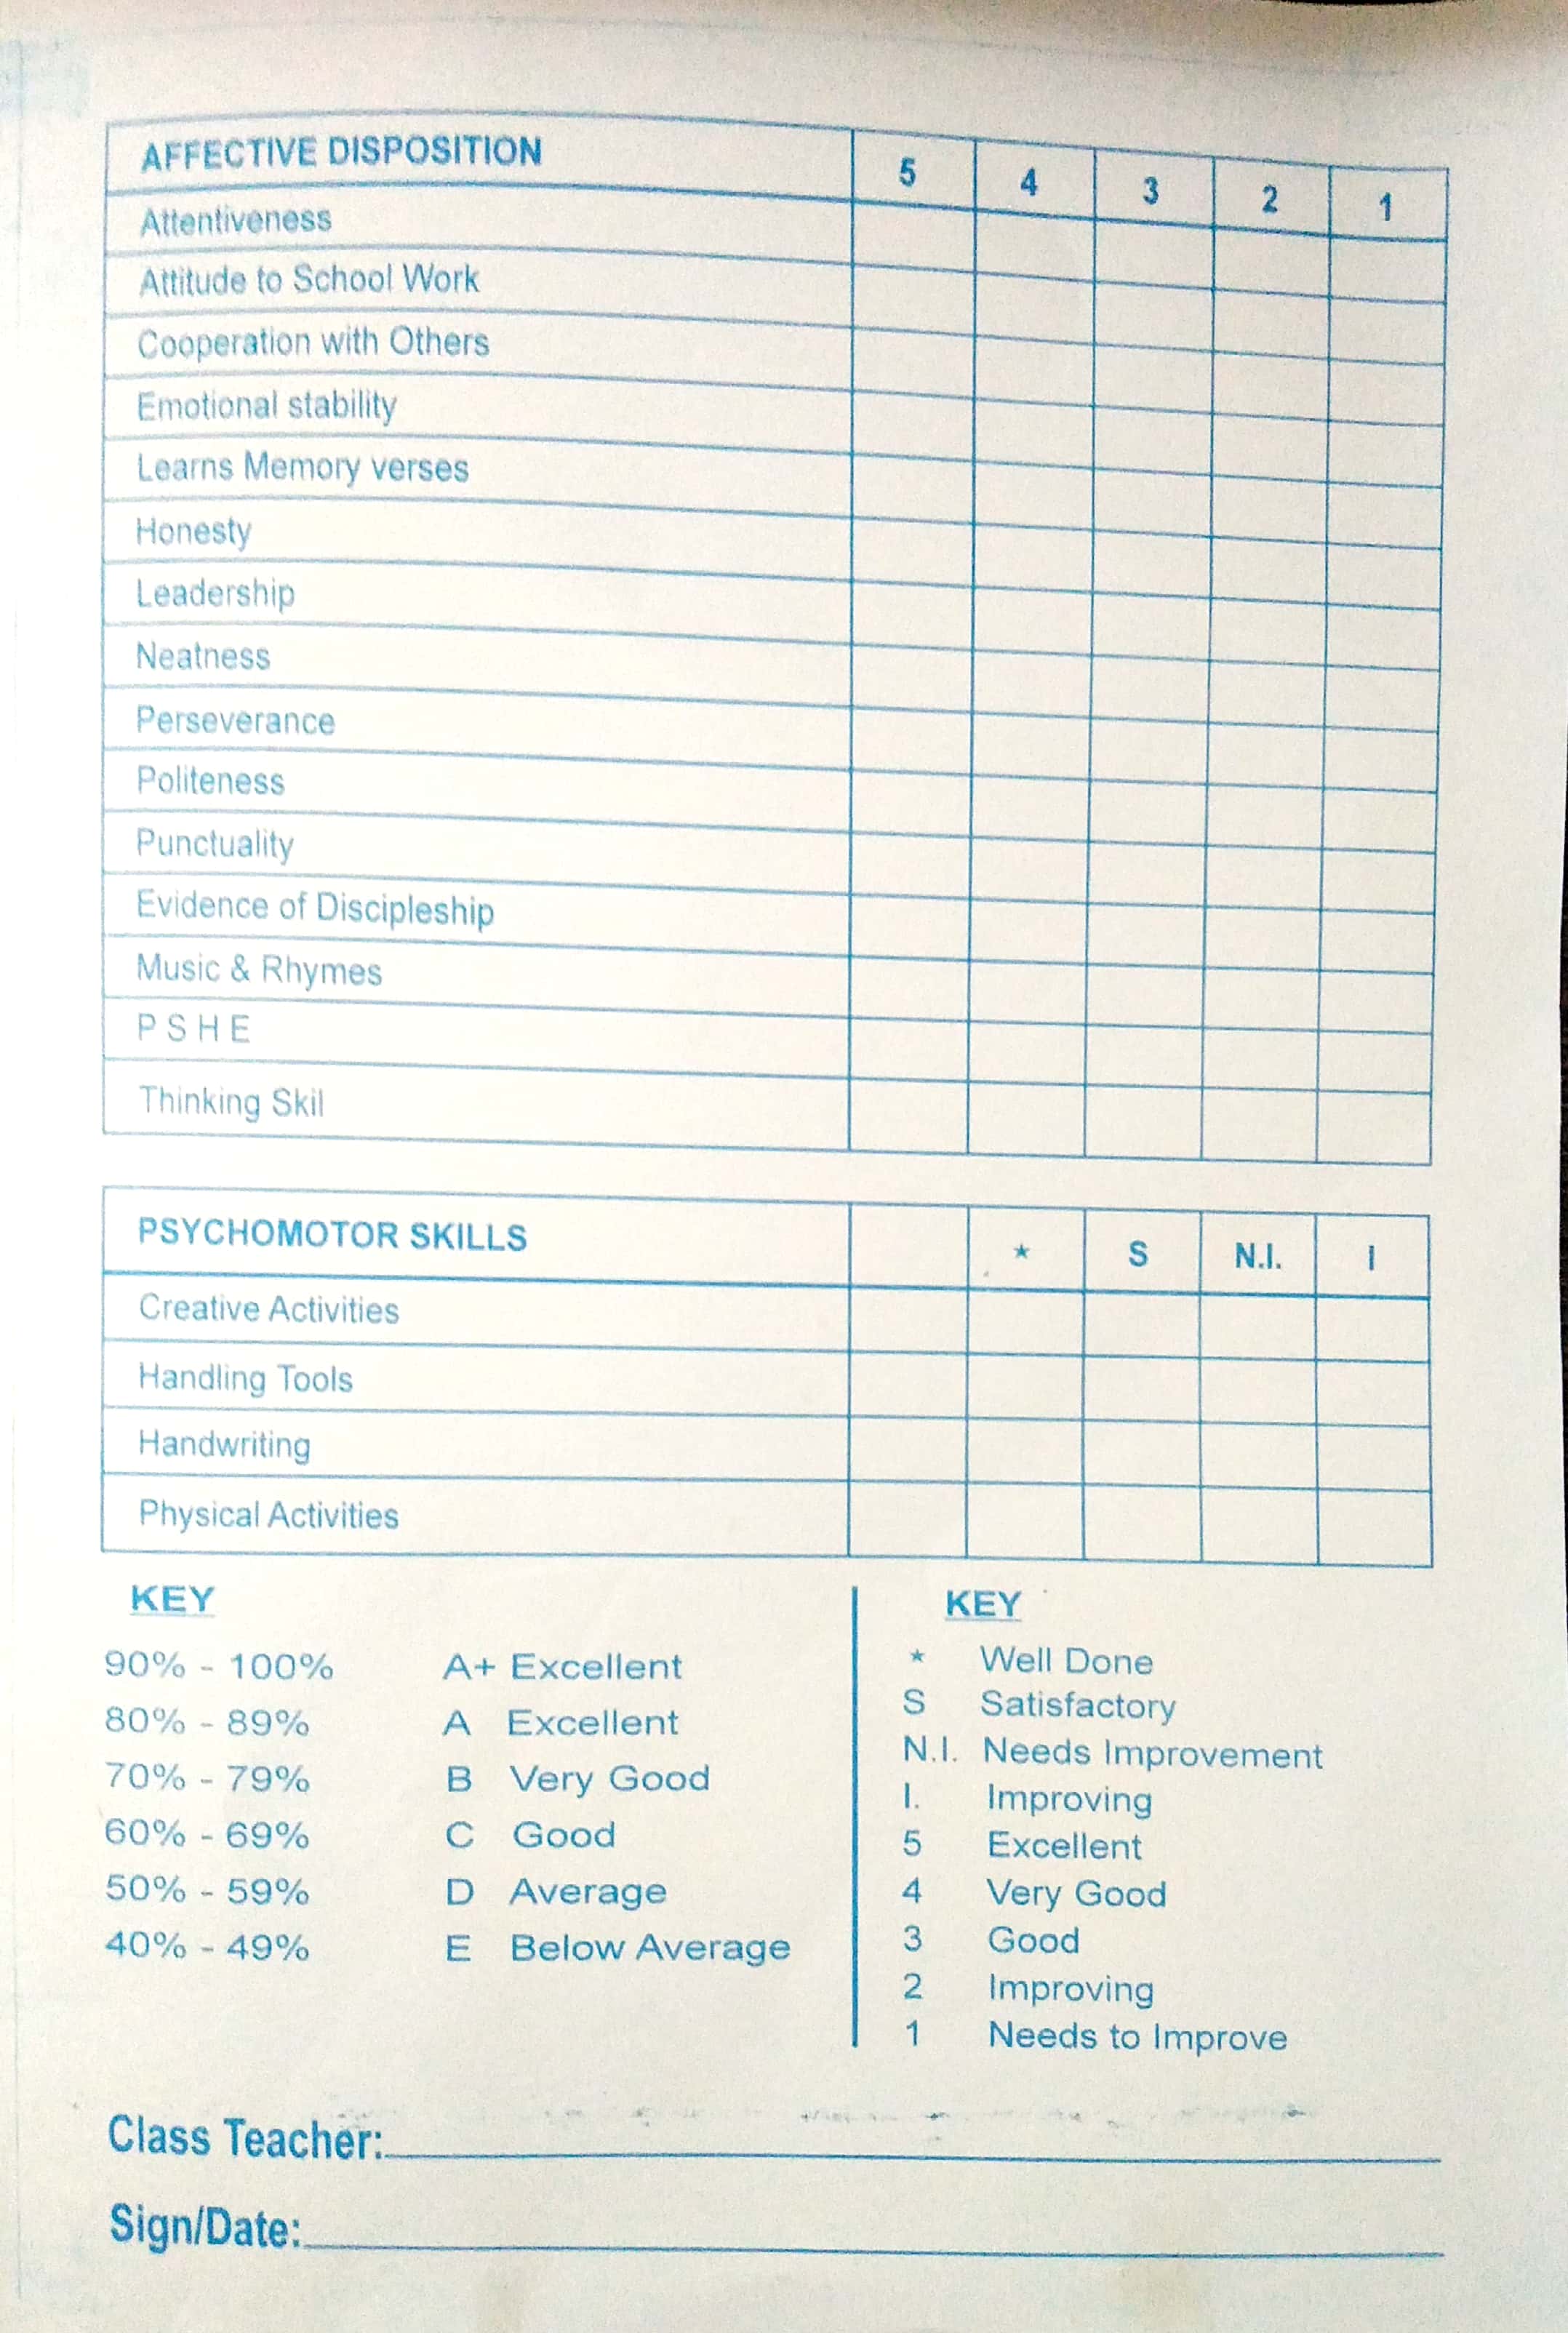 AFFECTIVE DISPOSITION 5 4 3 2 1
Attentiveness
Attitude to School Work
Cooperation with Others
Emotional stability
Learns Memory verses
Honesty
Leadership
Neatness
Perseverance
Politeness
Punctuality
Evidence of Discipleship
Music & Rhymes
P S H E
Thinking Skil
PSYCHOMOTOR SKILLS * S N.I. I
Creative Activities
Handling Tools
Handwriting
Physical Activities
KEY
90% - 100% A+ Excellent
80% - 89% A Excellent
70% - 79% B Very Good
60% - 69% C Good
50% - 59% D Average
40% - 49% E Below Average
KEY
* Well Done
S Satisfactory
N.I. Needs Improvement
I. Improving
5 Excellent
4 Very Good
3 Good
2 Improving
1 Needs to Improve
Class Teacher:
Sign/Date: